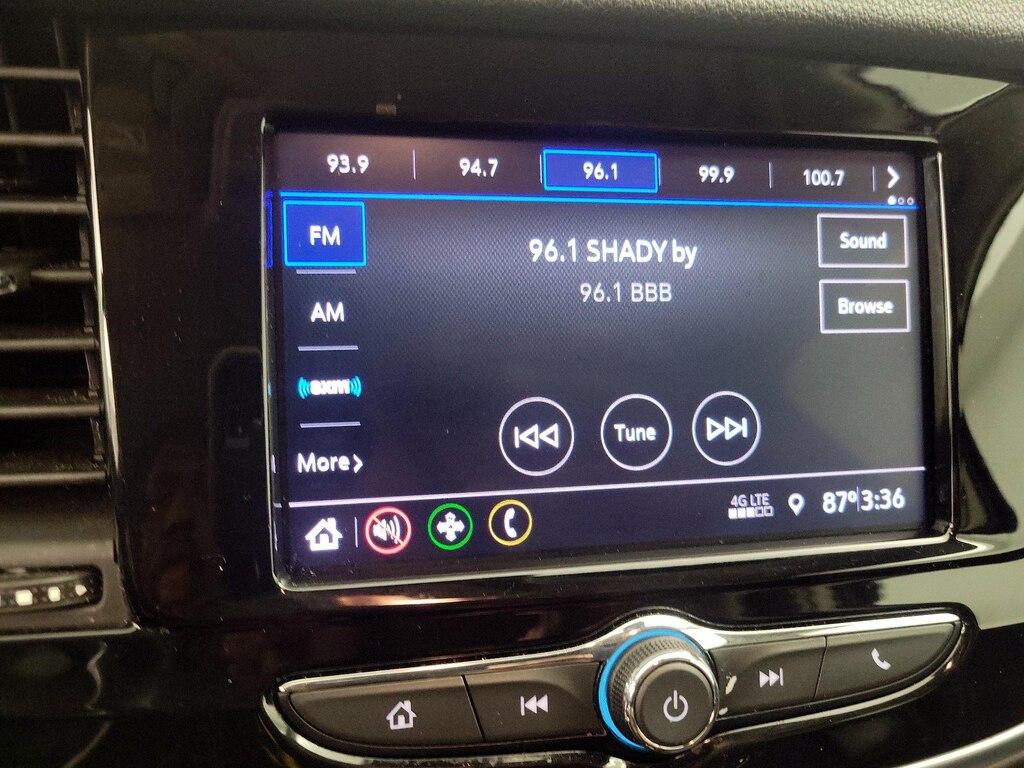 93.9 94.7 96.1 99.9 100.7
FM
96.1 SHADY by
Sound
96.1 BBB
Browse
AM
sxm
Tune
More
4G LTE
87° 3:36